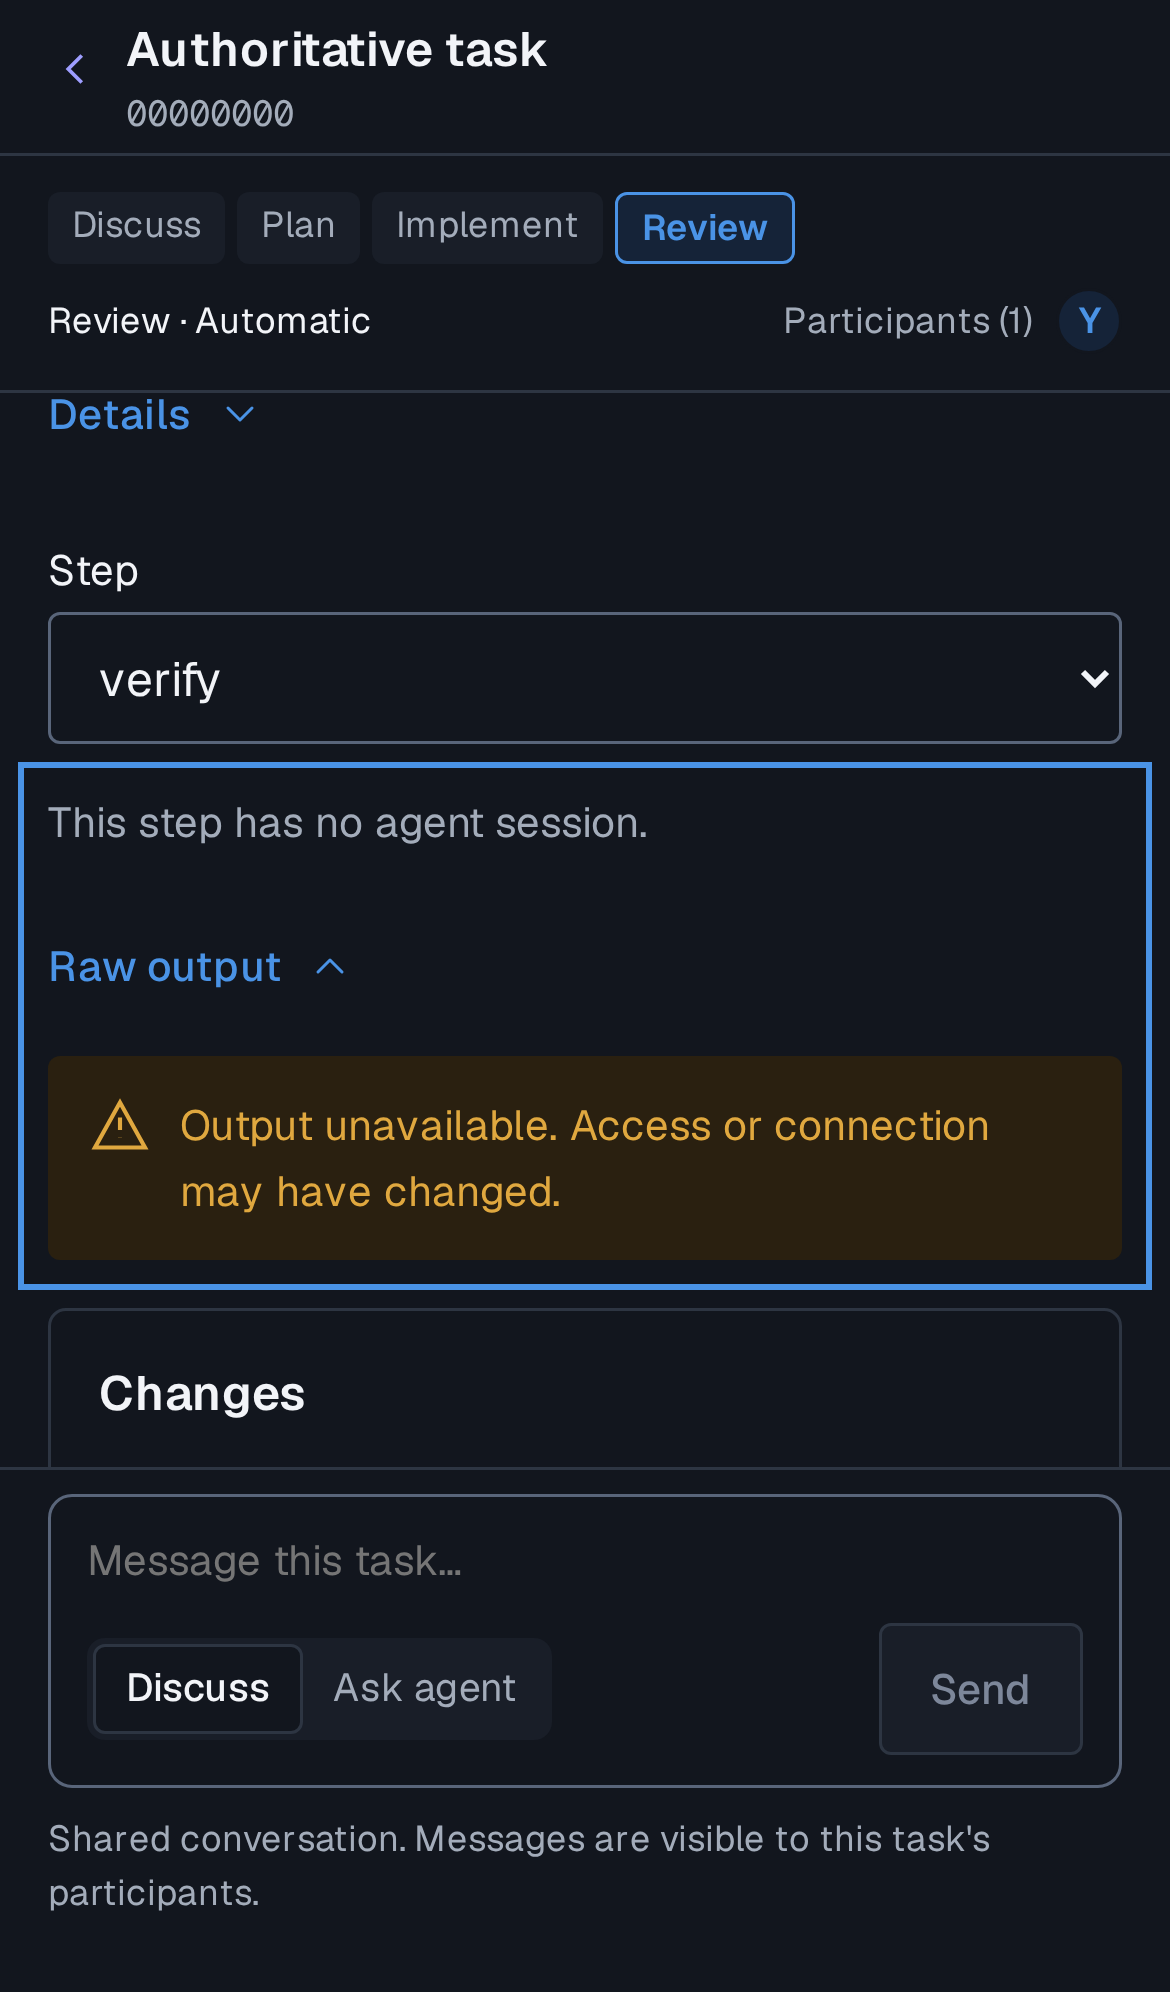 Authoritative task
00000000
Discuss Plan Implement Review
Review · Automatic Participants (1) Y
Details
Step
verify
This step has no agent session.
Raw output
Output unavailable. Access or connection
may have changed.
Changes
Message this task…
Discuss Ask agent Send
Shared conversation. Messages are visible to this task's
participants.